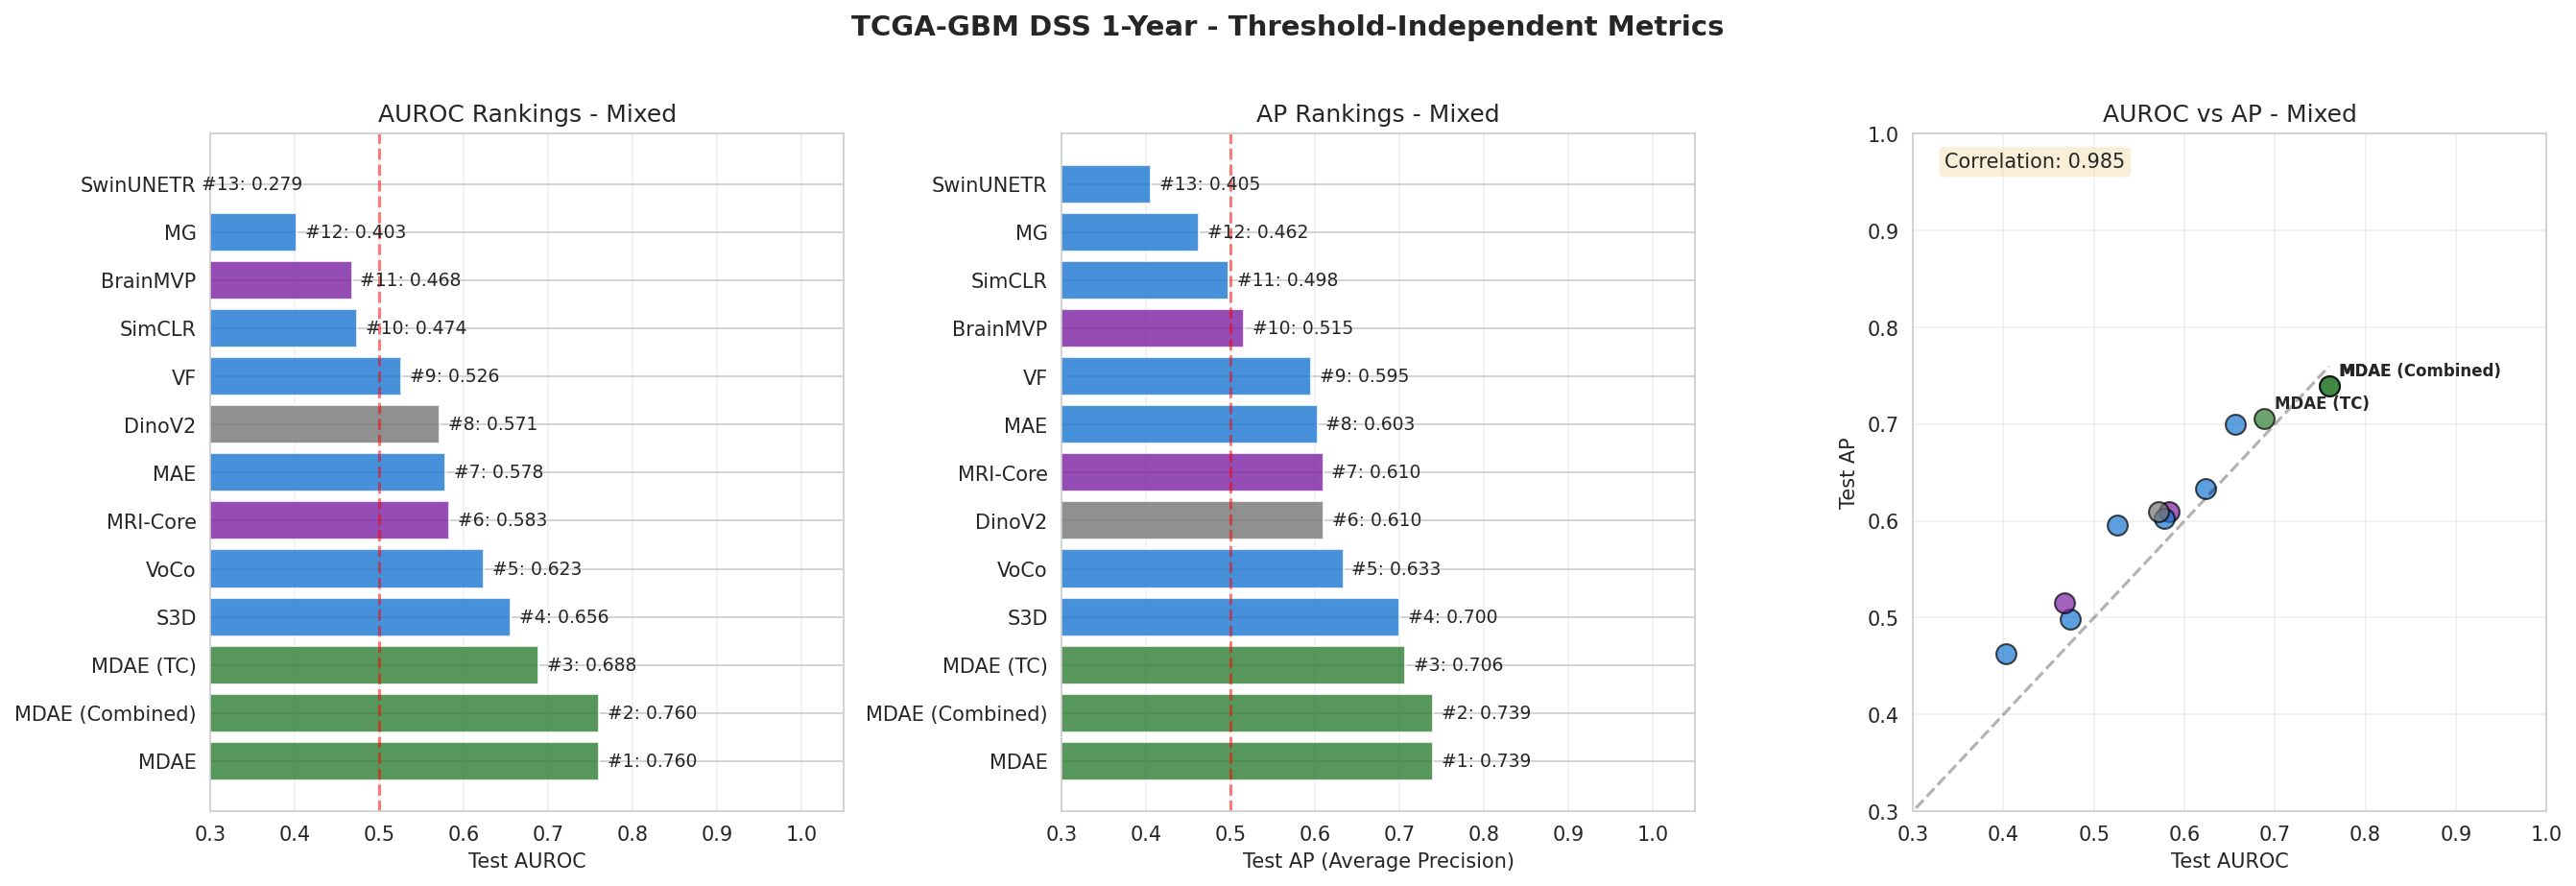 TCGA-GBM DSS 1-Year - Threshold-Independent Metrics
AUROC Rankings - Mixed
SwinUNETR #13: 0.279
MG #12: 0.403
BrainMVP #11: 0.468
SimCLR #10: 0.474
VF #9: 0.526
DinoV2 #8: 0.571
MAE #7: 0.578
MRI-Core #6: 0.583
VoCo #5: 0.623
S3D #4: 0.656
MDAE (TC) #3: 0.688
MDAE (Combined) #2: 0.760
MDAE #1: 0.760
0.3 0.4 0.5 0.6 0.7 0.8 0.9 1.0
Test AUROC
AP Rankings - Mixed
SwinUNETR #13: 0.405
MG #12: 0.462
SimCLR #11: 0.498
BrainMVP #10: 0.515
VF #9: 0.595
MAE #8: 0.603
MRI-Core #7: 0.610
DinoV2 #6: 0.610
VoCo #5: 0.633
S3D #4: 0.700
MDAE (TC) #3: 0.706
MDAE (Combined) #2: 0.739
MDAE #1: 0.739
0.3 0.4 0.5 0.6 0.7 0.8 0.9 1.0
Test AP (Average Precision)
AUROC vs AP - Mixed
Correlation: 0.985
MDAE (Combined)
MDAE (TC)
Test AP
1.0
0.9
0.8
0.7
0.6
0.5
0.4
0.3
0.3 0.4 0.5 0.6 0.7 0.8 0.9 1.0
Test AUROC